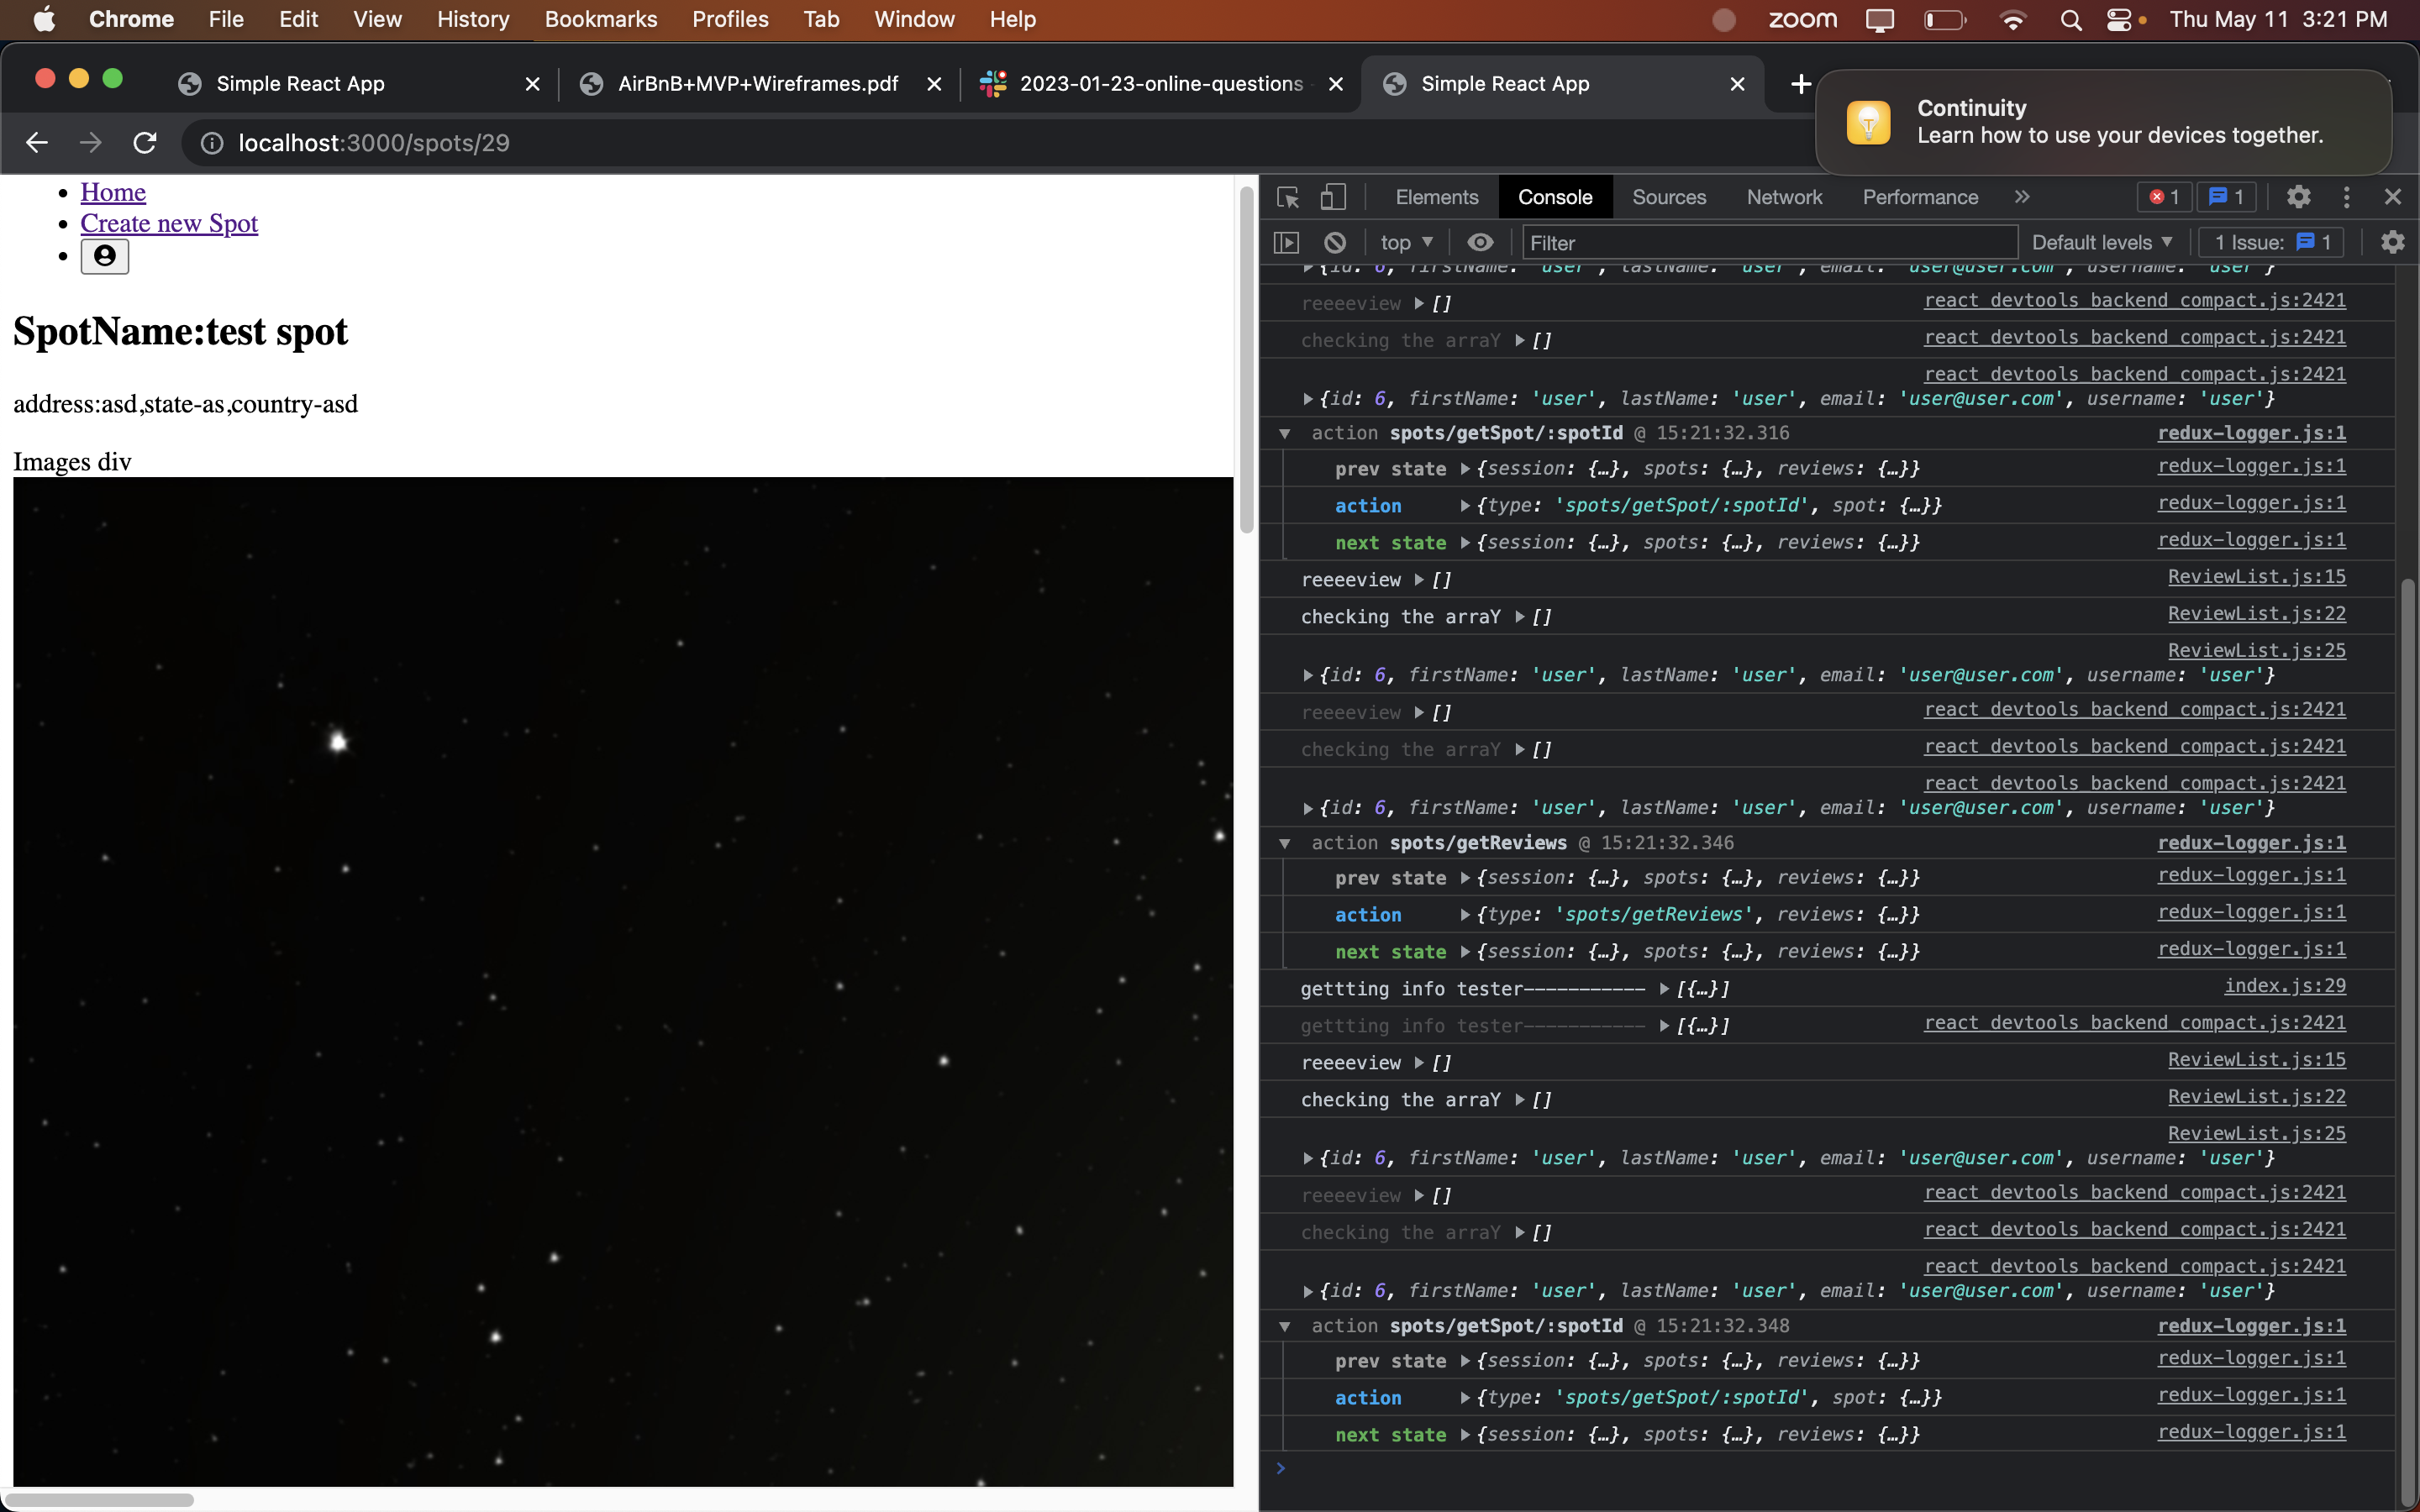 Chrome File Edit View History Bookmarks Profiles Tab Window Help zoom Thu May 11 3:21 PM
Simple React App AirBnB+MVP+Wireframes.pdf 2023-01-23-online-questions Simple React App
Continuity
Learn how to use your devices together.
localhost:3000/spots/29
Home
Create new Spot
SpotName:test spot
address:asd,state-as,country-asd
Images div
Elements Console Sources Network Performance 1 1
top Filter Default levels 1 Issue: 1
{id: 6, firstName: 'user', lastName: 'user', email: 'user@user.com', username: 'user'}
reeeeview [] react_devtools_backend_compact.js:2421
checking the arraY [] react_devtools_backend_compact.js:2421
react_devtools_backend_compact.js:2421
{id: 6, firstName: 'user', lastName: 'user', email: 'user@user.com', username: 'user'}
action spots/getSpot/:spotId @ 15:21:32.316 redux-logger.js:1
prev state {session: {…}, spots: {…}, reviews: {…}} redux-logger.js:1
action {type: 'spots/getSpot/:spotId', spot: {…}} redux-logger.js:1
next state {session: {…}, spots: {…}, reviews: {…}} redux-logger.js:1
reeeeview [] ReviewList.js:15
checking the arraY [] ReviewList.js:22
ReviewList.js:25
{id: 6, firstName: 'user', lastName: 'user', email: 'user@user.com', username: 'user'}
reeeeview [] react_devtools_backend_compact.js:2421
checking the arraY [] react_devtools_backend_compact.js:2421
react_devtools_backend_compact.js:2421
{id: 6, firstName: 'user', lastName: 'user', email: 'user@user.com', username: 'user'}
action spots/getReviews @ 15:21:32.346 redux-logger.js:1
prev state {session: {…}, spots: {…}, reviews: {…}} redux-logger.js:1
action {type: 'spots/getReviews', reviews: {…}} redux-logger.js:1
next state {session: {…}, spots: {…}, reviews: {…}} redux-logger.js:1
gettting info tester----------- [{…}] index.js:29
gettting info tester----------- [{…}] react_devtools_backend_compact.js:2421
reeeeview [] ReviewList.js:15
checking the arraY [] ReviewList.js:22
ReviewList.js:25
{id: 6, firstName: 'user', lastName: 'user', email: 'user@user.com', username: 'user'}
reeeeview [] react_devtools_backend_compact.js:2421
checking the arraY [] react_devtools_backend_compact.js:2421
react_devtools_backend_compact.js:2421
{id: 6, firstName: 'user', lastName: 'user', email: 'user@user.com', username: 'user'}
action spots/getSpot/:spotId @ 15:21:32.348 redux-logger.js:1
prev state {session: {…}, spots: {…}, reviews: {…}} redux-logger.js:1
action {type: 'spots/getSpot/:spotId', spot: {…}} redux-logger.js:1
next state {session: {…}, spots: {…}, reviews: {…}} redux-logger.js:1